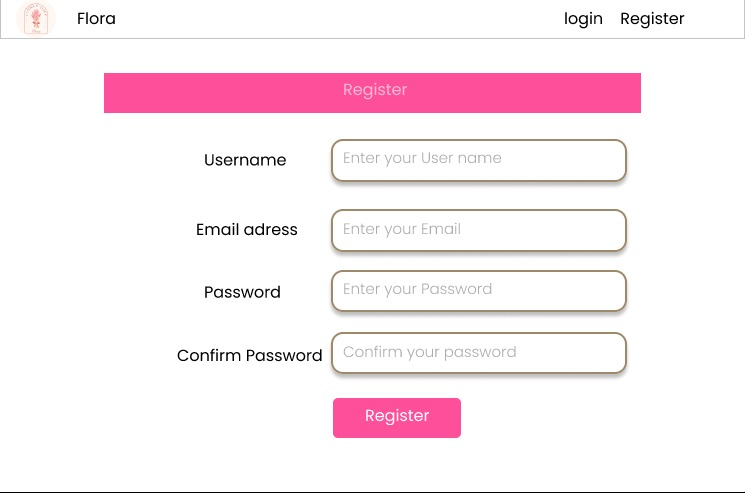 Flora
login Register
Register
Username Enter your User name
Email adress Enter your Email
Password Enter your Password
Confirm Password Confirm your password
Register